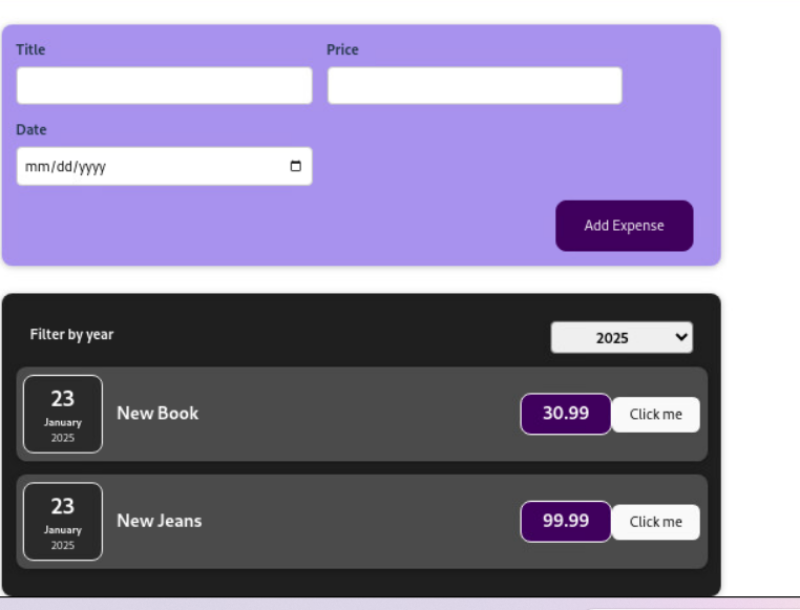 Title Price
Date
mm/dd/yyyy
Add Expense
Filter by year 2025
23
January
2025
New Book 30.99 Click me
23
January
2025
New Jeans 99.99 Click me